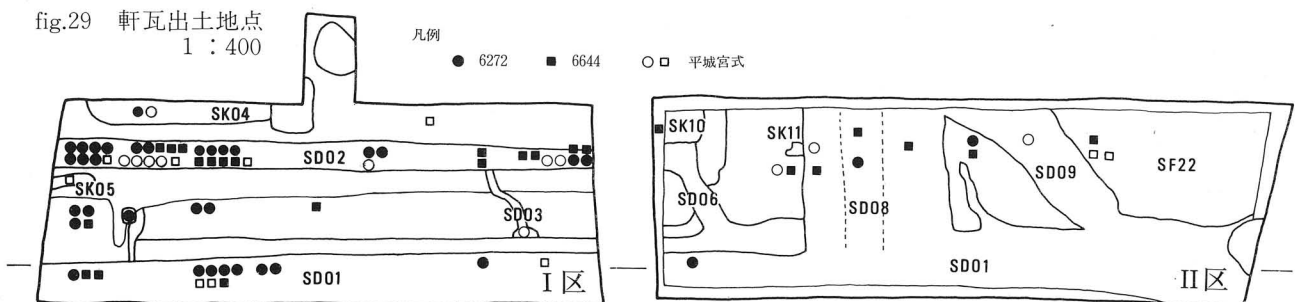 fig.29 軒瓦出土地点
1：400
凡例
● 6272 ■ 6644 ○□ 平城宮式
SK04
SD02
SK05
SD03
SD01
I区
SK10
SK11
SD06
SD08
SD09
SF22
SD01
II区